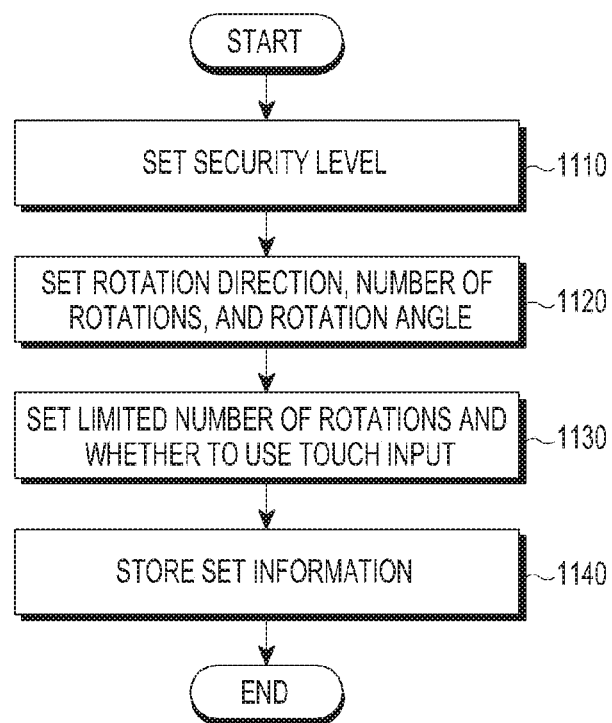 START
SET SECURITY LEVEL
1110
SET ROTATION DIRECTION, NUMBER OF
ROTATIONS, AND ROTATION ANGLE
1120
SET LIMITED NUMBER OF ROTATIONS AND
WHETHER TO USE TOUCH INPUT
1130
STORE SET INFORMATION
1140
END